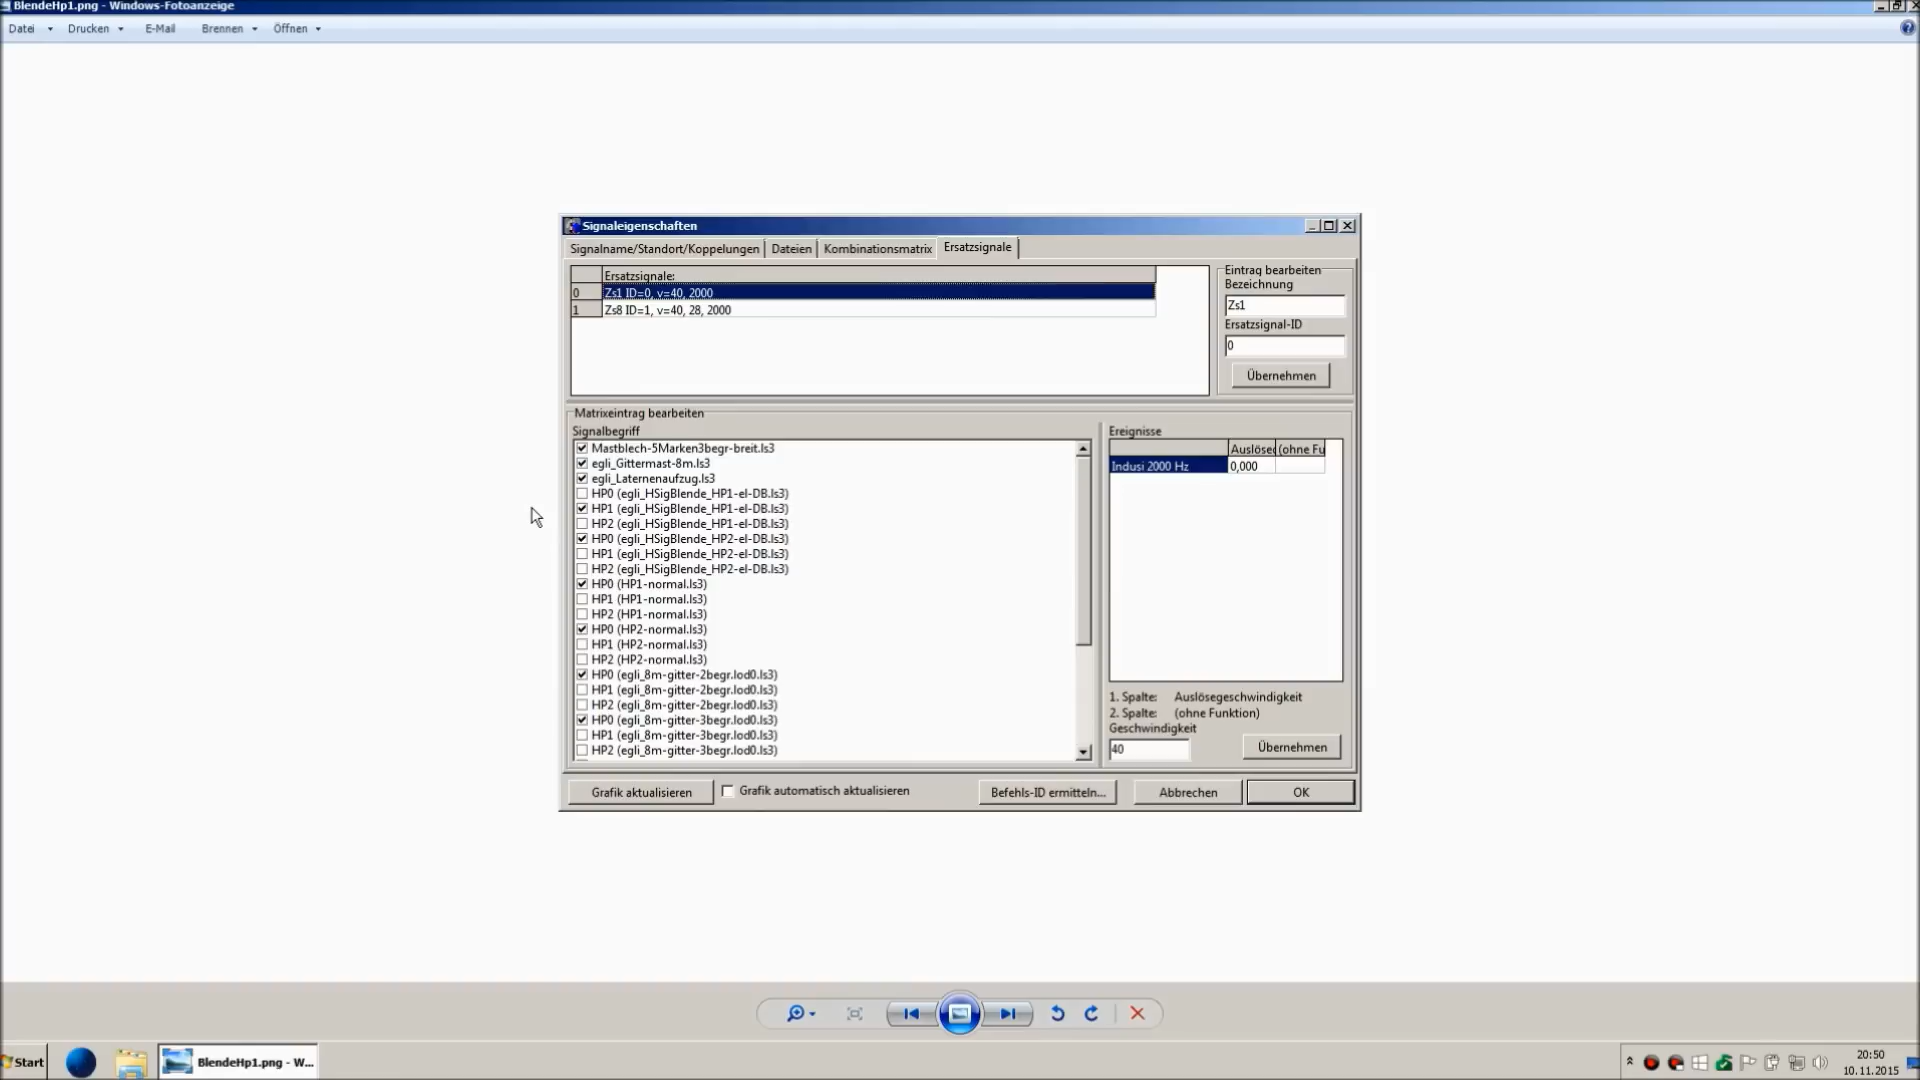 BlendeHp1.png - Windows-Fotoanzeige
Datei Drucken E-Mail Brennen Öffnen
Signaleigenschaften
Signalname/Standort/Koppelungen Dateien Kombinationsmatrix Ersatzsignale
Ersatzsignale:
0 Zs1 ID=0, v=40, 2000
1 Zs8 ID=1, v=40, 28, 2000
Eintrag bearbeiten
Bezeichnung
Zs1
Ersatzsignal-ID
0
Übernehmen
Matrixeintrag bearbeiten
Signalbegriff
Mastblech-5Marken3begr-breit.ls3
egli_Gittermast-8m.ls3
egli_Laternenaufzug.ls3
HP0 (egli_HSigBlende_HP1-el-DB.ls3)
HP1 (egli_HSigBlende_HP1-el-DB.ls3)
HP2 (egli_HSigBlende_HP1-el-DB.ls3)
HP0 (egli_HSigBlende_HP2-el-DB.ls3)
HP1 (egli_HSigBlende_HP2-el-DB.ls3)
HP2 (egli_HSigBlende_HP2-el-DB.ls3)
HP0 (HP1-normal.ls3)
HP1 (HP1-normal.ls3)
HP2 (HP1-normal.ls3)
HP0 (HP2-normal.ls3)
HP1 (HP2-normal.ls3)
HP2 (HP2-normal.ls3)
HP0 (egli_8m-gitter-2begr.lod0.ls3)
HP1 (egli_8m-gitter-2begr.lod0.ls3)
HP2 (egli_8m-gitter-2begr.lod0.ls3)
HP0 (egli_8m-gitter-3begr.lod0.ls3)
HP1 (egli_8m-gitter-3begr.lod0.ls3)
HP2 (egli_8m-gitter-3begr.lod0.ls3)
Ereignisse
Auslöse (ohne Fu
Indusi 2000 Hz 0,000
1. Spalte: Auslösegeschwindigkeit
2. Spalte: (ohne Funktion)
Geschwindigkeit
40 Übernehmen
Grafik aktualisieren Grafik automatisch aktualisieren Befehls-ID ermitteln... Abbrechen OK
Start BlendeHp1.png - W...
20:50
10.11.2015